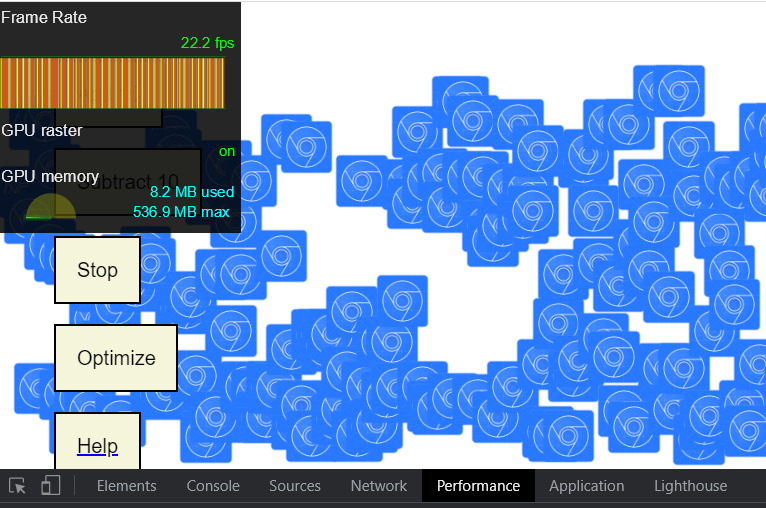 Frame Rate
22.2 fps
GPU raster
on
GPU memory
8.2 MB used
536.9 MB max
Subtract 10
Stop
Optimize
Help
Elements Console Sources Network Performance Application Lighthouse